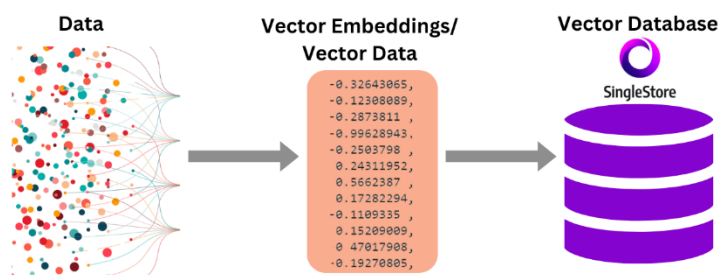 Data
Vector Embeddings/
Vector Data
-0.32643065,
-0.12308089,
-0.2873811 ,
-0.99628943,
-0.2503798 ,
0.24311952,
0.5662387 ,
0.17282294,
-0.1109335 ,
0.15209009,
0 47017908,
-0.19270805,
Vector Database
SingleStore